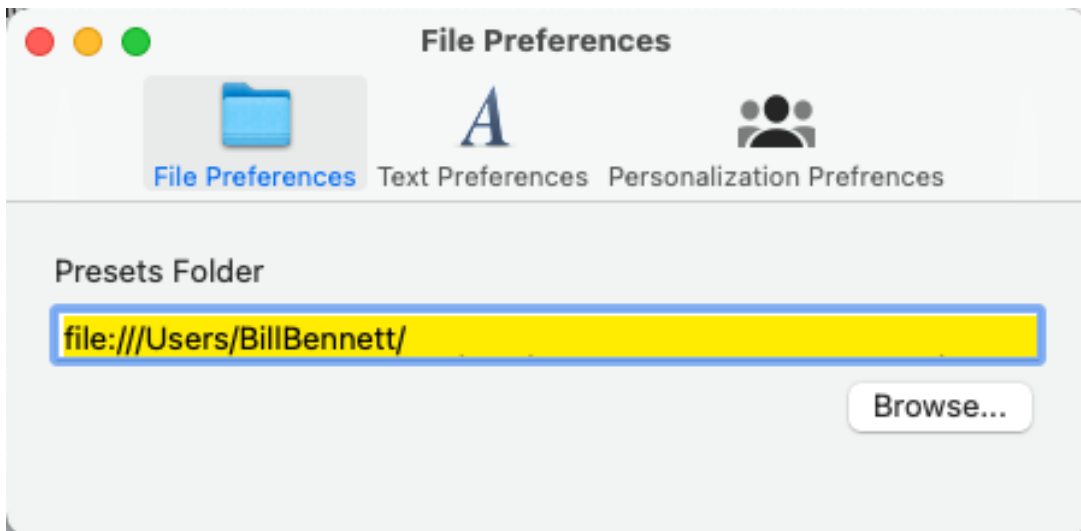 File Preferences
File Preferences Text Preferences Personalization Prefrences
Presets Folder
file:///Users/BillBennett/
Browse...